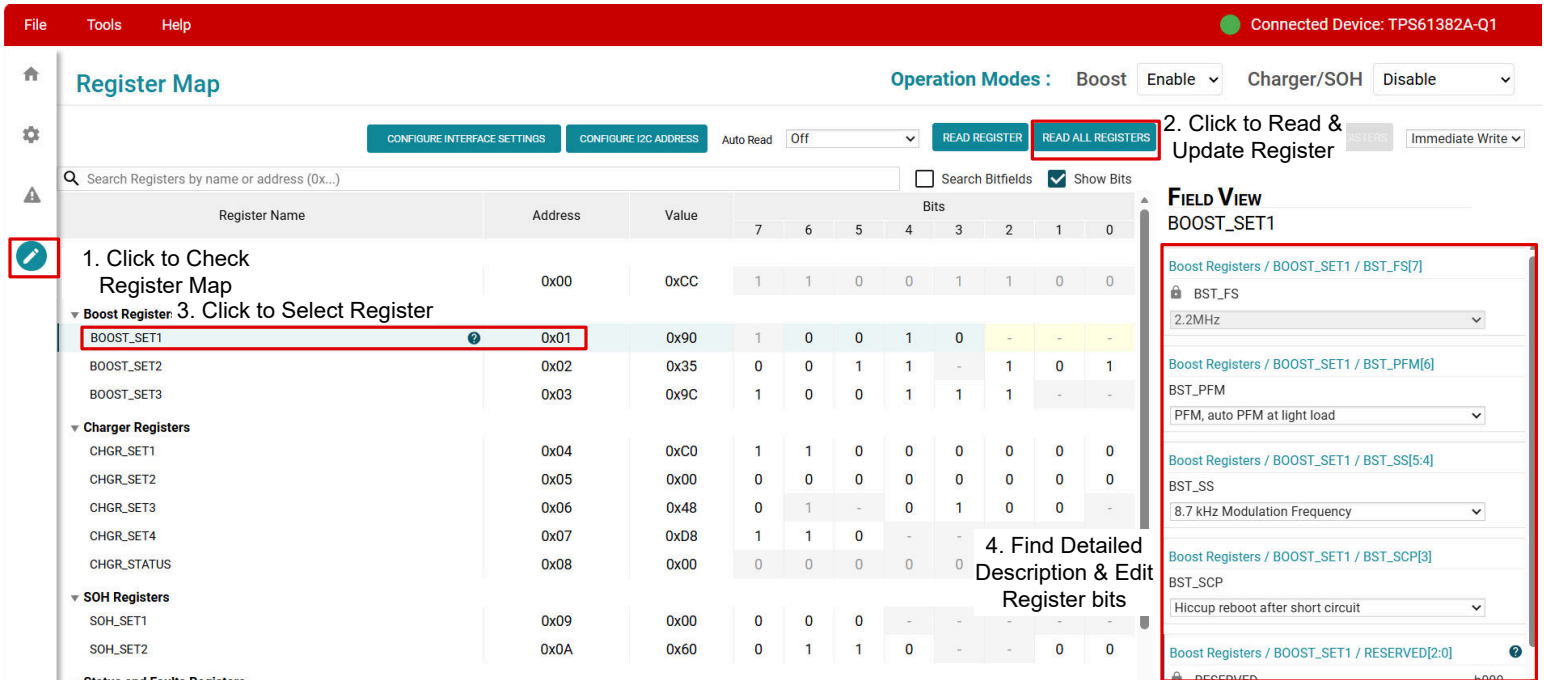 File Tools Help Connected Device: TPS61382A-Q1
Register Map Operation Modes : Boost Enable Charger/SOH Disable
CONFIGURE INTERFACE SETTINGS CONFIGURE I2C ADDRESS Auto Read Off READ REGISTER READ ALL REGISTERS Immediate Write
2. Click to Read &
Update Register
Search Registers by name or address (0x...) Search Bitfields Show Bits
Register Name Address Value Bits
7 6 5 4 3 2 1 0
1. Click to Check
Register Map
0x00 0xCC 1 1 0 0 1 1 0 0
Boost Register 3. Click to Select Register
BOOST_SET1 ? 0x01 0x90 1 0 0 1 0 - - -
BOOST_SET2 0x02 0x35 0 0 1 1 - 1 0 1
BOOST_SET3 0x03 0x9C 1 0 0 1 1 1 - -
Charger Registers
CHGR_SET1 0x04 0xC0 1 1 0 0 0 0 0 0
CHGR_SET2 0x05 0x00 0 0 0 0 0 0 0 0
CHGR_SET3 0x06 0x48 0 1 - 0 1 0 0 -
CHGR_SET4 0x07 0xD8 1 1 0 - -
CHGR_STATUS 0x08 0x00 0 0 0 0 0
4. Find Detailed
Description & Edit
Register bits
SOH Registers
SOH_SET1 0x09 0x00 0 0 0 - - - - -
SOH_SET2 0x0A 0x60 0 1 1 0 - - 0 0
Status and Faults Registers
FIELD VIEW
BOOST_SET1
Boost Registers / BOOST_SET1 / BST_FS[7]
BST_FS
2.2MHz
Boost Registers / BOOST_SET1 / BST_PFM[6]
BST_PFM
PFM, auto PFM at light load
Boost Registers / BOOST_SET1 / BST_SS[5:4]
BST_SS
8.7 kHz Modulation Frequency
Boost Registers / BOOST_SET1 / BST_SCP[3]
BST_SCP
Hiccup reboot after short circuit
Boost Registers / BOOST_SET1 / RESERVED[2:0] ?
RESERVED b000